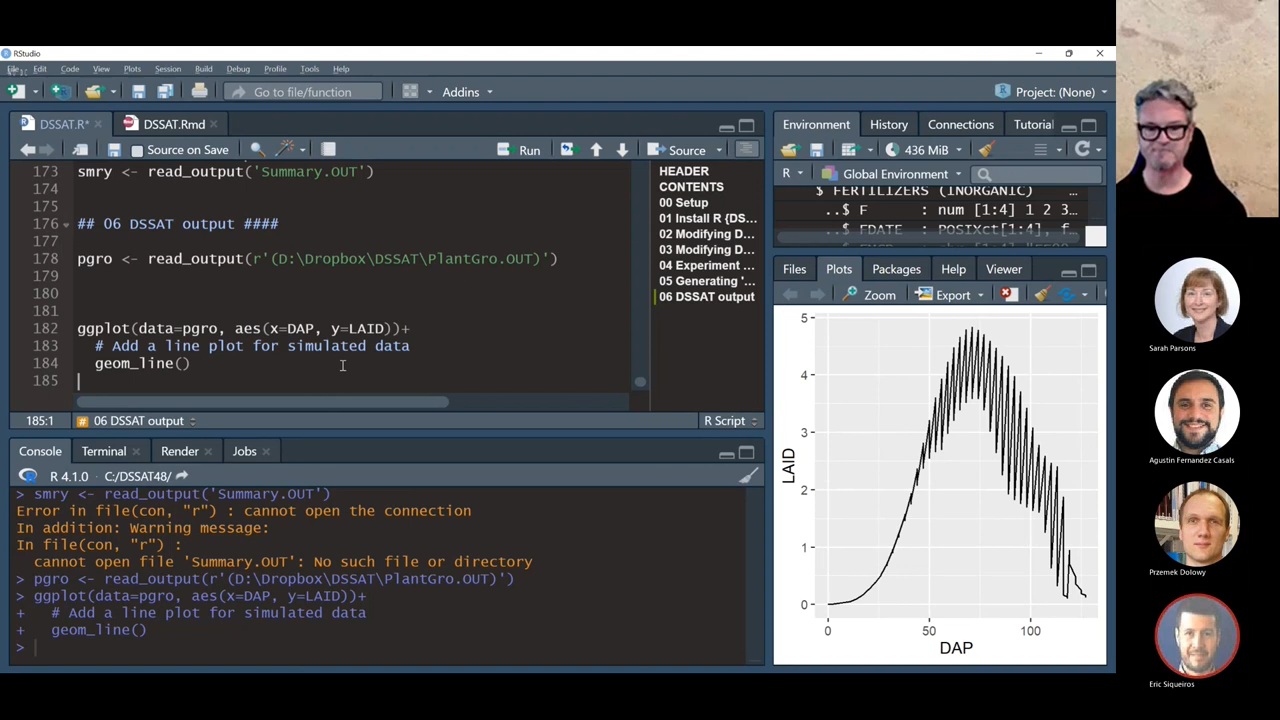 RStudio
File Edit Code View Plots Session Build Debug Profile Tools Help
Go to file/function
Addins
Project: (None)
DSSAT.R*
DSSAT.Rmd
Source on Save
Run
Source
173 smry <- read_output('Summary.OUT')
174
175
176 ## 06 DSSAT output ####
177
178 pgro <- read_output(r'(D:\Dropbox\DSSAT\PlantGro.OUT)')
179
180
181
182 ggplot(data=pgro, aes(x=DAP, y=LAID))+
183 # Add a line plot for simulated data
184 geom_line()
185
HEADER
CONTENTS
00 Setup
01 Install R {DS...
02 Modifying D...
03 Modifying D...
04 Experiment ...
05 Generating '...
06 DSSAT output
185:1
06 DSSAT output
R Script
Console
Terminal
Render
Jobs
R 4.1.0 . C:/DSSAT48/
> smry <- read_output('Summary.OUT')
Error in file(con, "r") : cannot open the connection
In addition: Warning message:
In file(con, "r") :
cannot open file 'Summary.OUT': No such file or directory
> pgro <- read_output(r'(D:\Dropbox\DSSAT\PlantGro.OUT)')
> ggplot(data=pgro, aes(x=DAP, y=LAID))+
+ # Add a line plot for simulated data
+ geom_line()
>
Environment
History
Connections
Tutorial
436 MiB
R
Global Environment
$ FERTILIZERS (INORGANIC) ...
..$ F : num [1:4] 1 2 3...
..$ FDATE : POSIXct[1:4], f...
Files
Plots
Packages
Help
Viewer
Zoom
Export
5
4
3
2
1
0
LAID
0
50
100
DAP
Sarah Parsons
Agustin Fernandez Casals
Przemek Dolowy
Eric Siqueiros